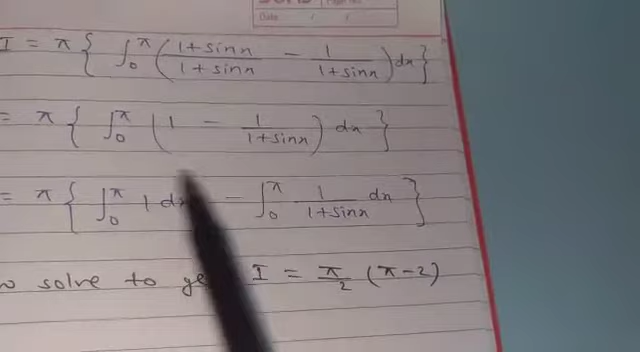 Date / /
I = π { ∫₀^π ( (1+sinx)/(1+sinx) − 1/(1+sinx) ) dx }
= π { ∫₀^π ( 1 − 1/(1+sinx) ) dx }
= π { ∫₀^π 1 dx − ∫₀^π 1/(1+sinx) dx }
solve to I = π/2 (π−2)